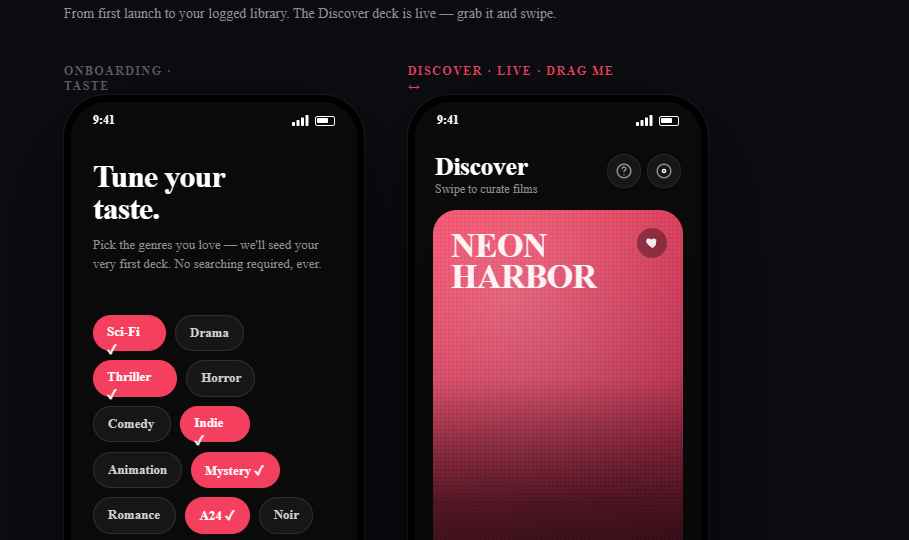 From first launch to your logged library. The Discover deck is live — grab it and swipe.
ONBOARDING ·
TASTE
9:41
Tune your
taste.
Pick the genres you love — we'll seed your
very first deck. No searching required, ever.
Sci-Fi
✓
Drama
Thriller
✓
Horror
Comedy
Indie
✓
Animation
Mystery ✓
Romance
A24 ✓
Noir
DISCOVER · LIVE · DRAG ME
↔
9:41
Discover
Swipe to curate films
?
NEON
HARBOR